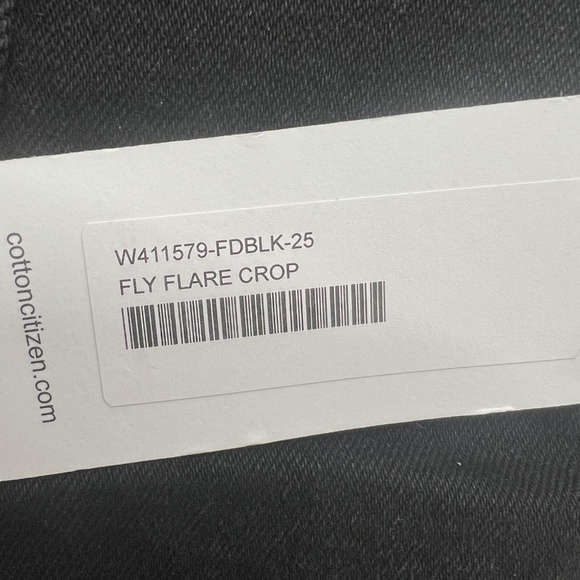 cottoncitizen.com
W411579-FDBLK-25
FLY FLARE CROP